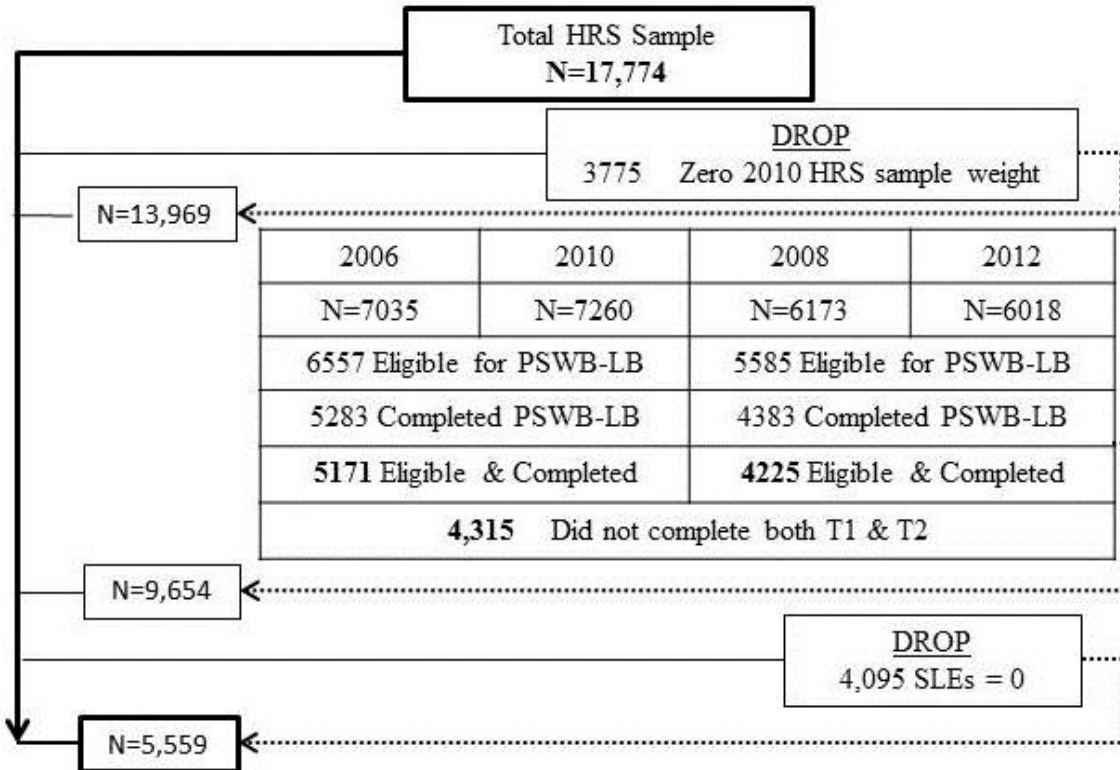 Total HRS Sample
N=17,774
DROP
3775 Zero 2010 HRS sample weight
N=13,969
2006 2010 2008 2012
N=7035 N=7260 N=6173 N=6018
6557 Eligible for PSWB-LB 5585 Eligible for PSWB-LB
5283 Completed PSWB-LB 4383 Completed PSWB-LB
5171 Eligible & Completed 4225 Eligible & Completed
4,315 Did not complete both T1 & T2
N=9,654
DROP
4,095 SLEs = 0
N=5,559